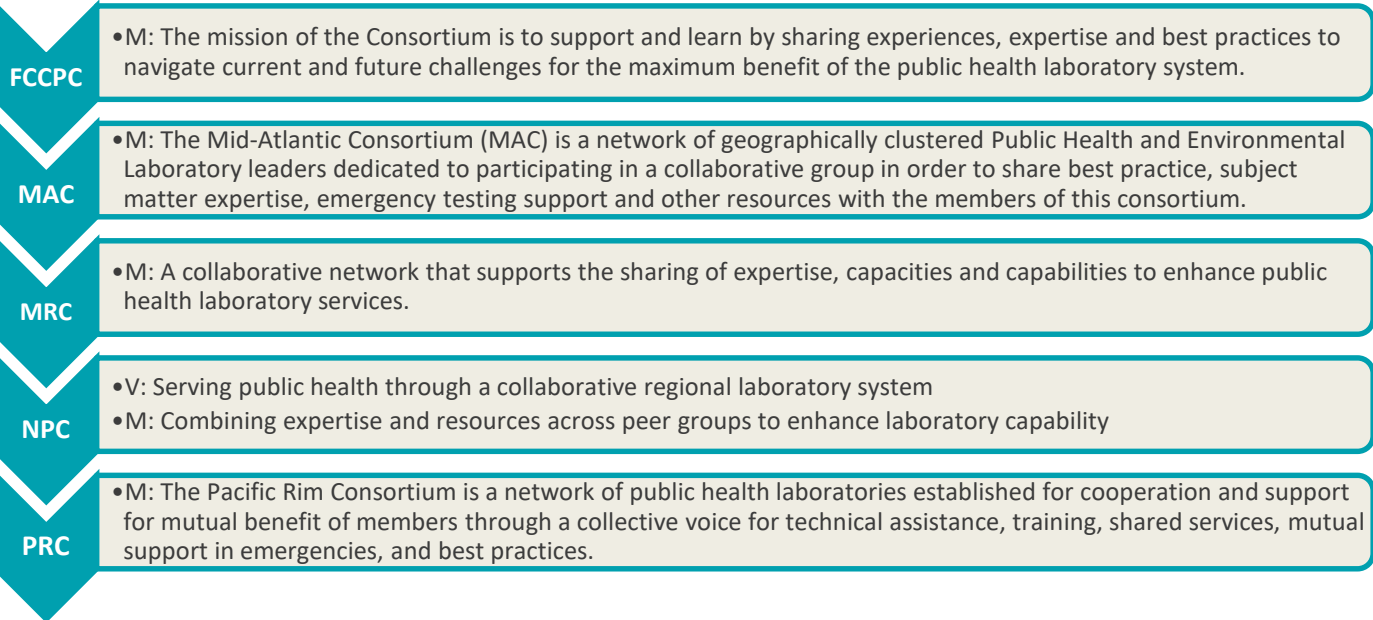 FCCPC
•M: The mission of the Consortium is to support and learn by sharing experiences, expertise and best practices to
navigate current and future challenges for the maximum benefit of the public health laboratory system.
MAC
•M: The Mid-Atlantic Consortium (MAC) is a network of geographically clustered Public Health and Environmental
Laboratory leaders dedicated to participating in a collaborative group in order to share best practice, subject
matter expertise, emergency testing support and other resources with the members of this consortium.
MRC
•M: A collaborative network that supports the sharing of expertise, capacities and capabilities to enhance public
health laboratory services.
NPC
•V: Serving public health through a collaborative regional laboratory system
•M: Combining expertise and resources across peer groups to enhance laboratory capability
PRC
•M: The Pacific Rim Consortium is a network of public health laboratories established for cooperation and support
for mutual benefit of members through a collective voice for technical assistance, training, shared services, mutual
support in emergencies, and best practices.